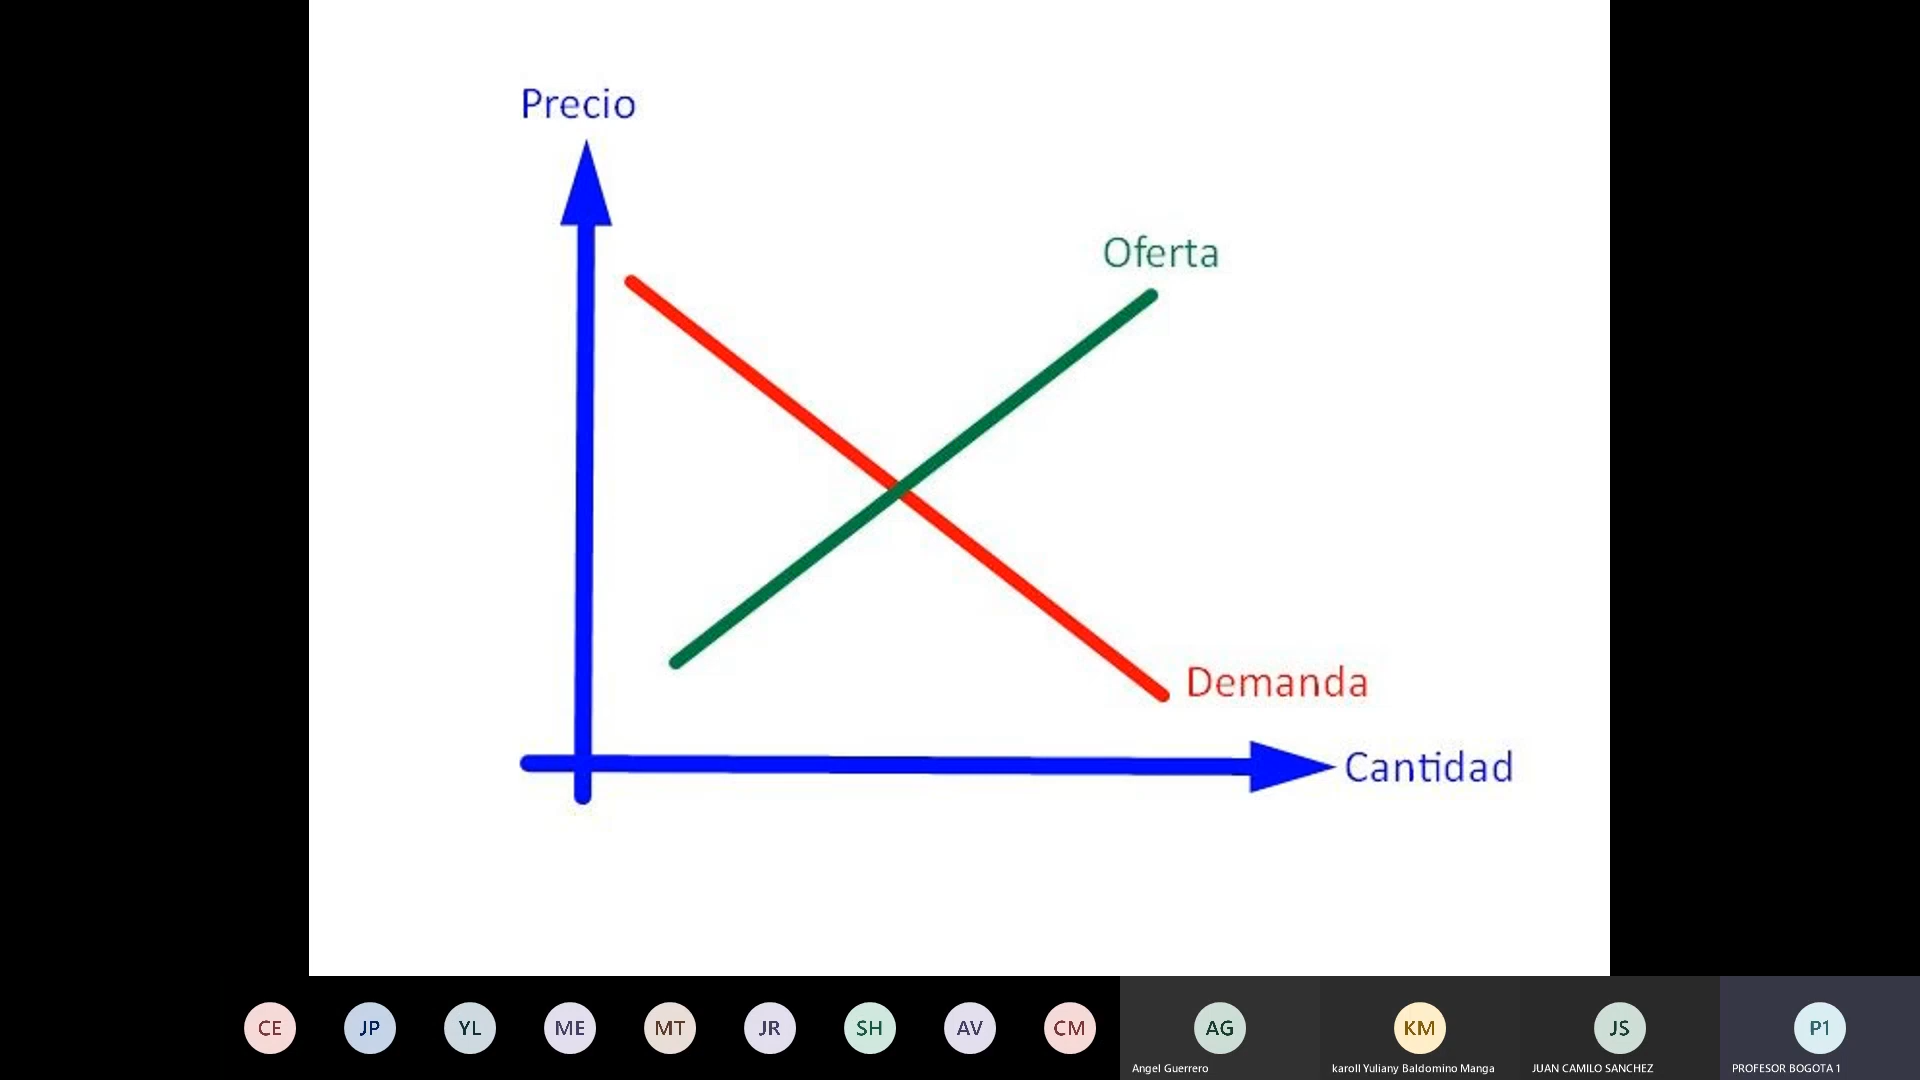 Precio
Oferta
Demanda
Cantidad
CE
JP
YL
ME
MT
JR
SH
AV
CM
AG
KM
JS
P1
Angel Guerrero
karoll Yuliany Baldomino Manga
JUAN CAMILO SANCHEZ
PROFESOR BOGOTA 1